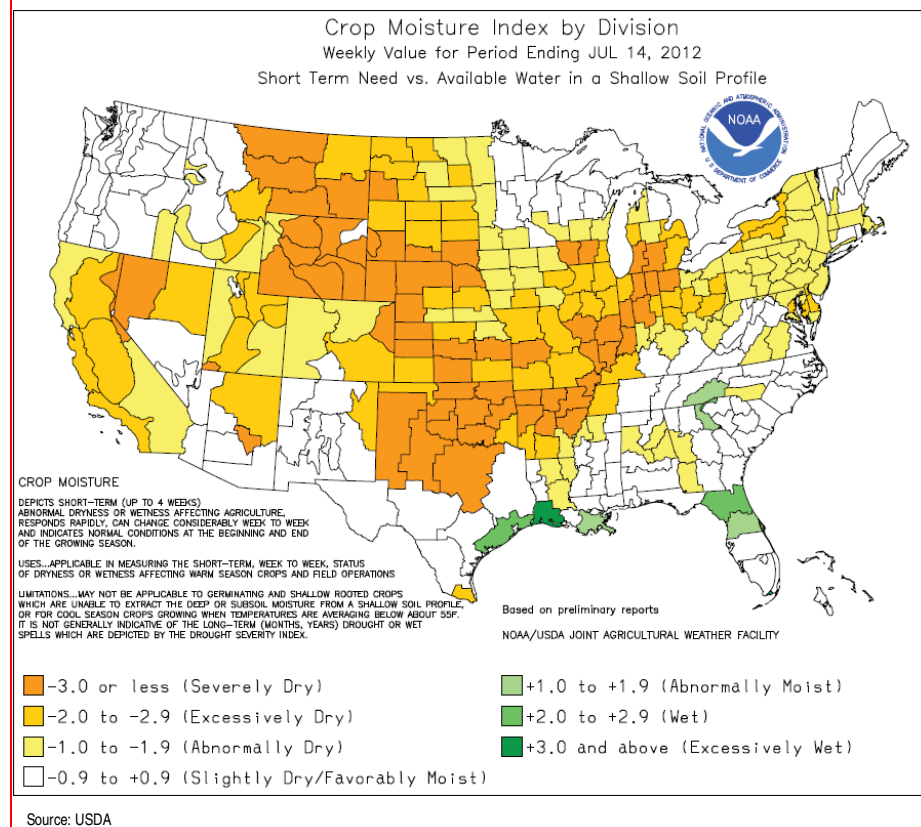 Crop Moisture Index by Division
Weekly Value for Period Ending JUL 14, 2012
Short Term Need vs. Available Water in a Shallow Soil Profile
NATIONAL OCEANIC AND ATMOSPHERIC ADMINISTRATION
NOAA
U S DEPARTMENT OF COMMERCE
CROP MOISTURE
DEPICTS SHORT-TERM (UP TO 4 WEEKS)
ABNORMAL DRYNESS OR WETNESS AFFECTING AGRICULTURE,
RESPONDS RAPIDLY, CAN CHANGE CONSIDERABLY WEEK TO WEEK
AND INDICATES NORMAL CONDITIONS AT THE BEGINNING AND END
OF THE GROWING SEASON.
USES...APPLICABLE IN MEASURING THE SHORT-TERM, WEEK TO WEEK, STATUS
OF DRYNESS OR WETNESS AFFECTING WARM SEASON CROPS AND FIELD OPERATIONS
LIMITATIONS...MAY NOT BE APPLICABLE TO GERMINATING AND SHALLOW ROOTED CROPS
WHICH ARE UNABLE TO EXTRACT THE DEEP OR SUBSOIL MOISTURE FROM A SHALLOW SOIL PROFILE,
OR FOR COOL SEASON CROPS GROWING WHEN TEMPERATURES ARE AVERAGING BELOW ABOUT 55F.
IT IS NOT GENERALLY INDICATIVE OF THE LONG-TERM (MONTHS, YEARS) DROUGHT OR WET
SPELLS WHICH ARE DEPICTED BY THE DROUGHT SEVERITY INDEX.
Based on preliminary reports
NOAA/USDA JOINT AGRICULTURAL WEATHER FACILITY
-3.0 or less (Severely Dry)
-2.0 to -2.9 (Excessively Dry)
-1.0 to -1.9 (Abnormally Dry)
-0.9 to +0.9 (Slightly Dry/Favorably Moist)
+1.0 to +1.9 (Abnormally Moist)
+2.0 to +2.9 (Wet)
+3.0 and above (Excessively Wet)
Source: USDA